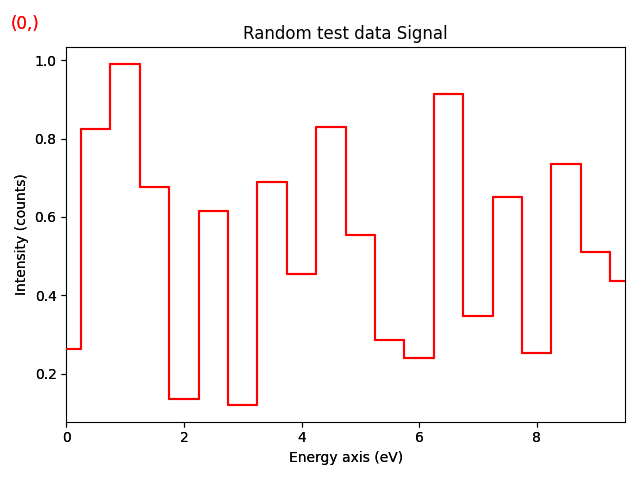 (0,)
Random test data Signal
Intensity (counts)
1.0
0.8
0.6
0.4
0.2
0 2 4 6 8
Energy axis (eV)